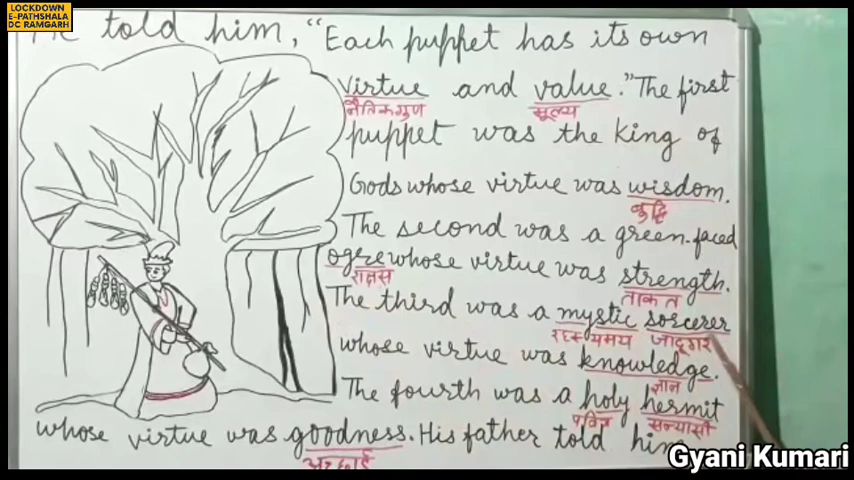 LOCKDOWN
E-PATHSHALA
DC RAMGARH
He told him, "Each puppet has its own
virtue and value." The first
नैतिकगुण मूल्य
puppet was the king of
Gods whose virtue was wisdom.
बुद्धि
The second was a green-faced
ogre whose virtue was strength.
राक्षस ताकत
The third was a mystic sorcerer
रहस्यमय जादूगर
whose virtue was knowledge.
ज्ञान
The fourth was a holy hermit
पवित्र सन्यासी
whose virtue was goodness. His father told him
अच्छाई
Gyani Kumari